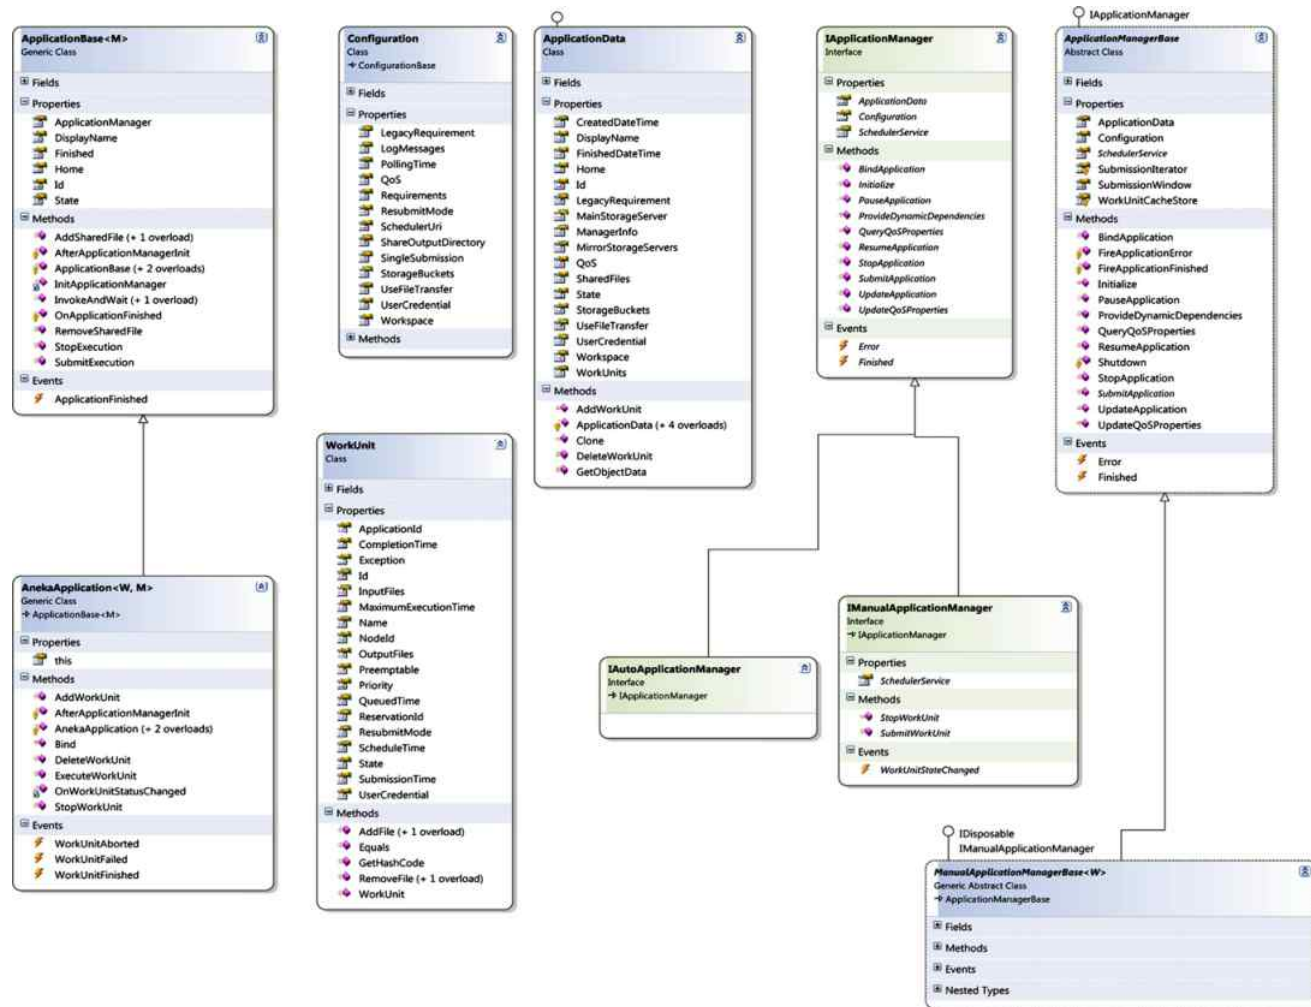 ApplicationBase<M>
Generic Class
Fields
Properties
ApplicationManager
DisplayName
Finished
Home
Id
State
Methods
AddSharedFile (+ 1 overload)
AfterApplicationManagerInit
ApplicationBase (+ 2 overloads)
InitApplicationManager
InvokeAndWait (+ 1 overload)
OnApplicationFinished
RemoveSharedFile
StopExecution
SubmitExecution
Events
ApplicationFinished
Configuration
Class
ConfigurationBase
Fields
Properties
LegacyRequirement
LogMessages
PollingTime
QoS
Requirements
ResubmitMode
SchedulerUri
ShareOutputDirectory
SingleSubmission
StorageBuckets
UseFileTransfer
UserCredential
Workspace
Methods
ApplicationData
Class
Fields
Properties
CreatedDateTime
DisplayName
FinishedDateTime
Home
Id
LegacyRequirement
MainStorageServer
ManagerInfo
MirrorStorageServers
QoS
SharedFiles
State
StorageBuckets
UseFileTransfer
UserCredential
Workspace
WorkUnits
Methods
AddWorkUnit
ApplicationData (+ 4 overloads)
Clone
DeleteWorkUnit
GetObjectData
IApplicationManager
Interface
Properties
ApplicationData
Configuration
SchedulerService
Methods
BindApplication
Initialize
PauseApplication
ProvideDynamicDependencies
QueryQoSProperties
ResumeApplication
StopApplication
SubmitApplication
UpdateApplication
UpdateQoSProperties
Events
Error
Finished
IApplicationManager
ApplicationManagerBase
Abstract Class
Fields
Properties
ApplicationData
Configuration
SchedulerService
SubmissionIterator
SubmissionWindow
WorkUnitCacheStore
Methods
BindApplication
FireApplicationError
FireApplicationFinished
Initialize
PauseApplication
ProvideDynamicDependencies
QueryQoSProperties
ResumeApplication
Shutdown
StopApplication
SubmitApplication
UpdateApplication
UpdateQoSProperties
Events
Error
Finished
WorkUnit
Class
Fields
Properties
ApplicationId
CompletionTime
Exception
Id
InputFiles
MaximumExecutionTime
Name
NodeId
OutputFiles
Preemptable
Priority
QueuedTime
ReservationId
ResubmitMode
ScheduleTime
State
SubmissionTime
UserCredential
Methods
AddFile (+ 1 overload)
Equals
GetHashCode
RemoveFile (+ 1 overload)
WorkUnit
AnekaApplication<W, M>
Generic Class
ApplicationBase<M>
Properties
this
Methods
AddWorkUnit
AfterApplicationManagerInit
AnekaApplication (+ 2 overloads)
Bind
DeleteWorkUnit
ExecuteWorkUnit
OnWorkUnitStatusChanged
StopWorkUnit
Events
WorkUnitAborted
WorkUnitFailed
WorkUnitFinished
IAutoApplicationManager
Interface
IApplicationManager
IManualApplicationManager
Interface
IApplicationManager
Properties
SchedulerService
Methods
StopWorkUnit
SubmitWorkUnit
Events
WorkUnitStateChanged
IDisposable
IManualApplicationManager
ManualApplicationManagerBase<W>
Generic Abstract Class
ApplicationManagerBase
Fields
Methods
Events
Nested Types